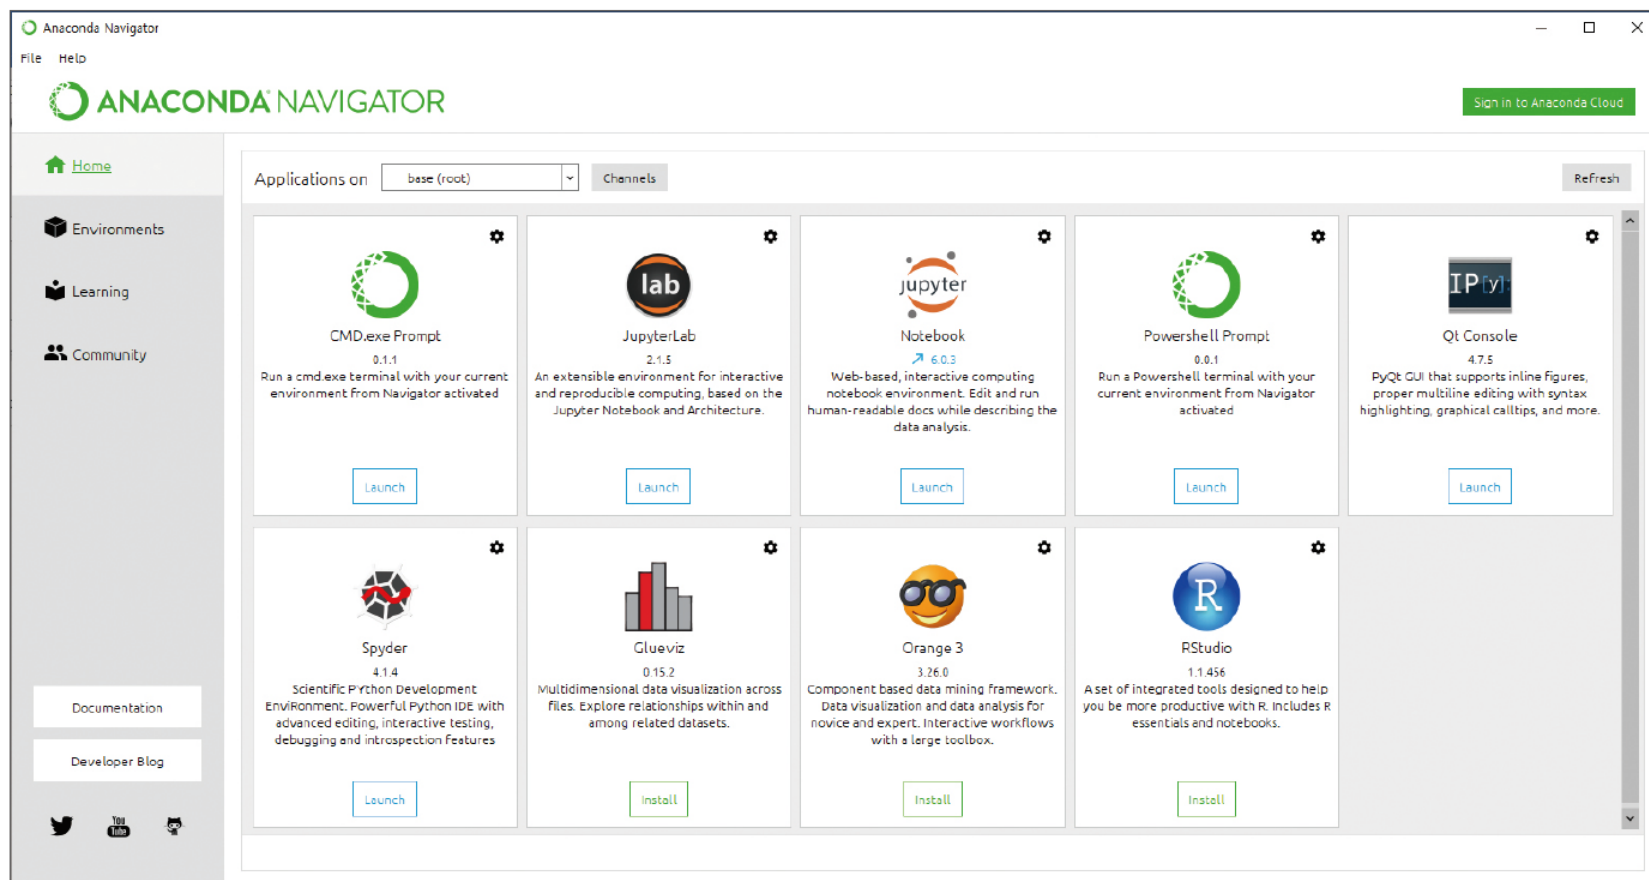 Anaconda Navigator
File Help
ANACONDA NAVIGATOR
Sign in to Anaconda Cloud
Home
Environments
Learning
Community
Documentation
Developer Blog
You
Tube
Applications on
base (root)
Channels
Refresh
CMD.exe Prompt
0.1.1
Run a cmd.exe terminal with your current
environment from Navigator activated
Launch
lab
JupyterLab
2.1.5
An extensible environment for interactive
and reproducible computing, based on the
Jupyter Notebook and Architecture.
Launch
jupyter
Notebook
6.0.3
Web-based, interactive computing
notebook environment. Edit and run
human-readable docs while describing the
data analysis.
Launch
Powershell Prompt
0.0.1
Run a Powershell terminal with your
current environment from Navigator
activated
Launch
IP[y]:
Qt Console
4.7.5
PyQt GUI that supports inline figures,
proper multiline editing with syntax
highlighting, graphical calltips, and more.
Launch
Spyder
4.1.4
Scientific PYthon Development
EnviRonment. Powerful Python IDE with
advanced editing, interactive testing,
debugging and introspection features
Launch
Glueviz
0.15.2
Multidimensional data visualization across
files. Explore relationships within and
among related datasets.
Install
Orange 3
3.26.0
Component based data mining framework.
Data visualization and data analysis for
novice and expert. Interactive workflows
with a large toolbox.
Install
R
RStudio
1.1.456
A set of integrated tools designed to help
you be more productive with R. Includes R
essentials and notebooks.
Install